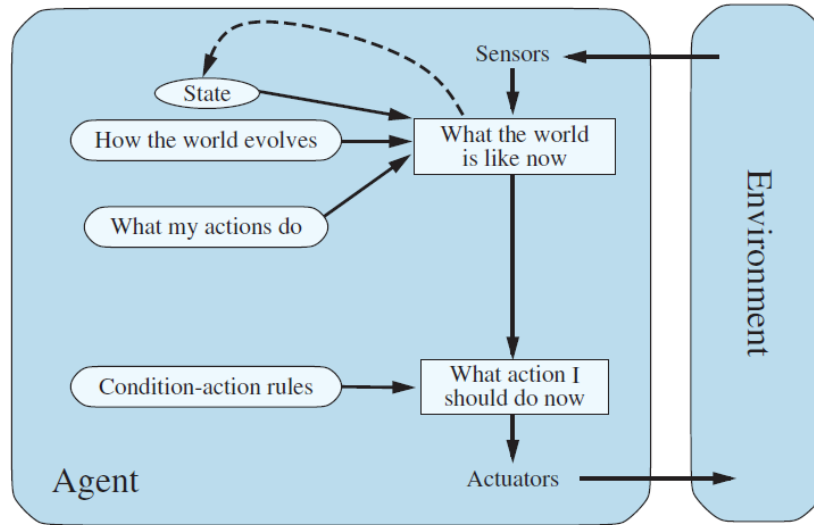 Sensors
State
How the world evolves
What the world
is like now
What my actions do
Condition-action rules
What action I
should do now
Agent
Actuators
Environment